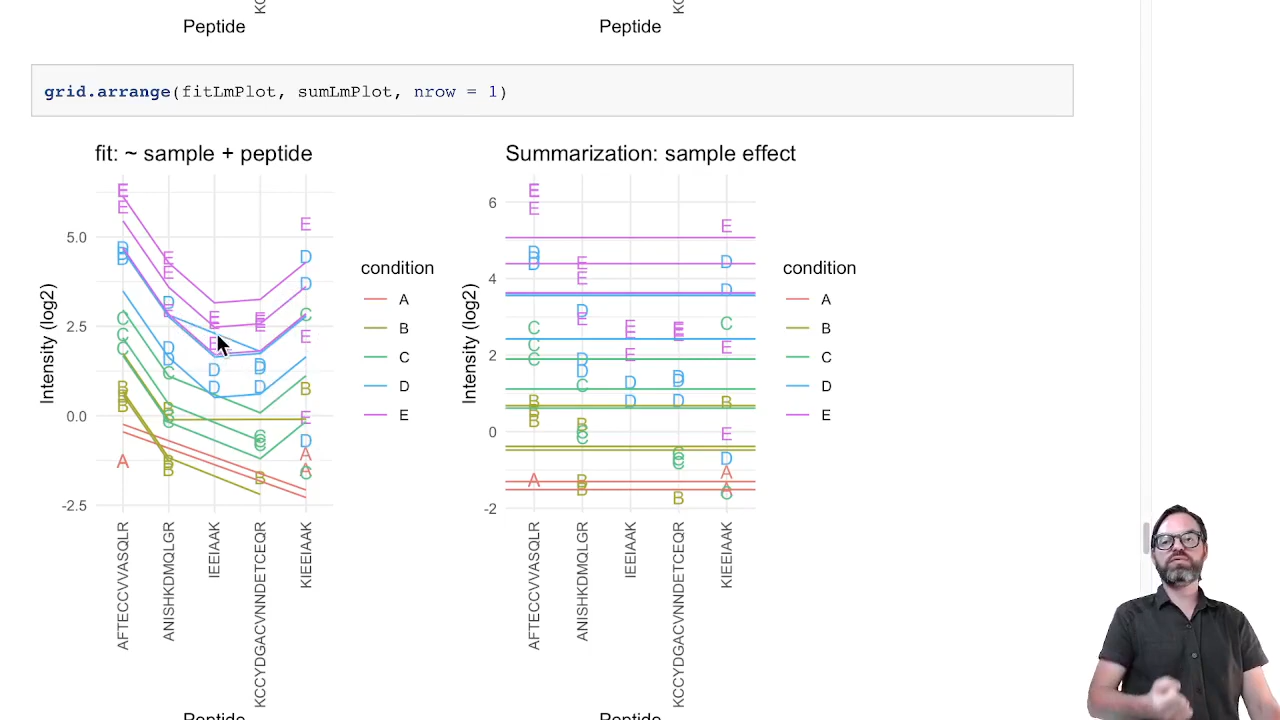 KC
KC
Peptide
Peptide
grid.arrange(fitLmPlot, sumLmPlot, nrow = 1)
fit: ~ sample + peptide
Summarization: sample effect
Intensity (log2)
5.0
2.5
0.0
-2.5
AFTECCVVASQLR
ANISHKDMQLGR
IEEIAAK
KCCYDGACVNNDETCEQR
KIEEIAAK
condition
A
B
C
D
E
Intensity (log2)
6
4
2
0
-2
AFTECCVVASQLR
ANISHKDMQLGR
IEEIAAK
KCCYDGACVNNDETCEQR
KIEEIAAK
condition
A
B
C
D
E
Peptide
Peptide